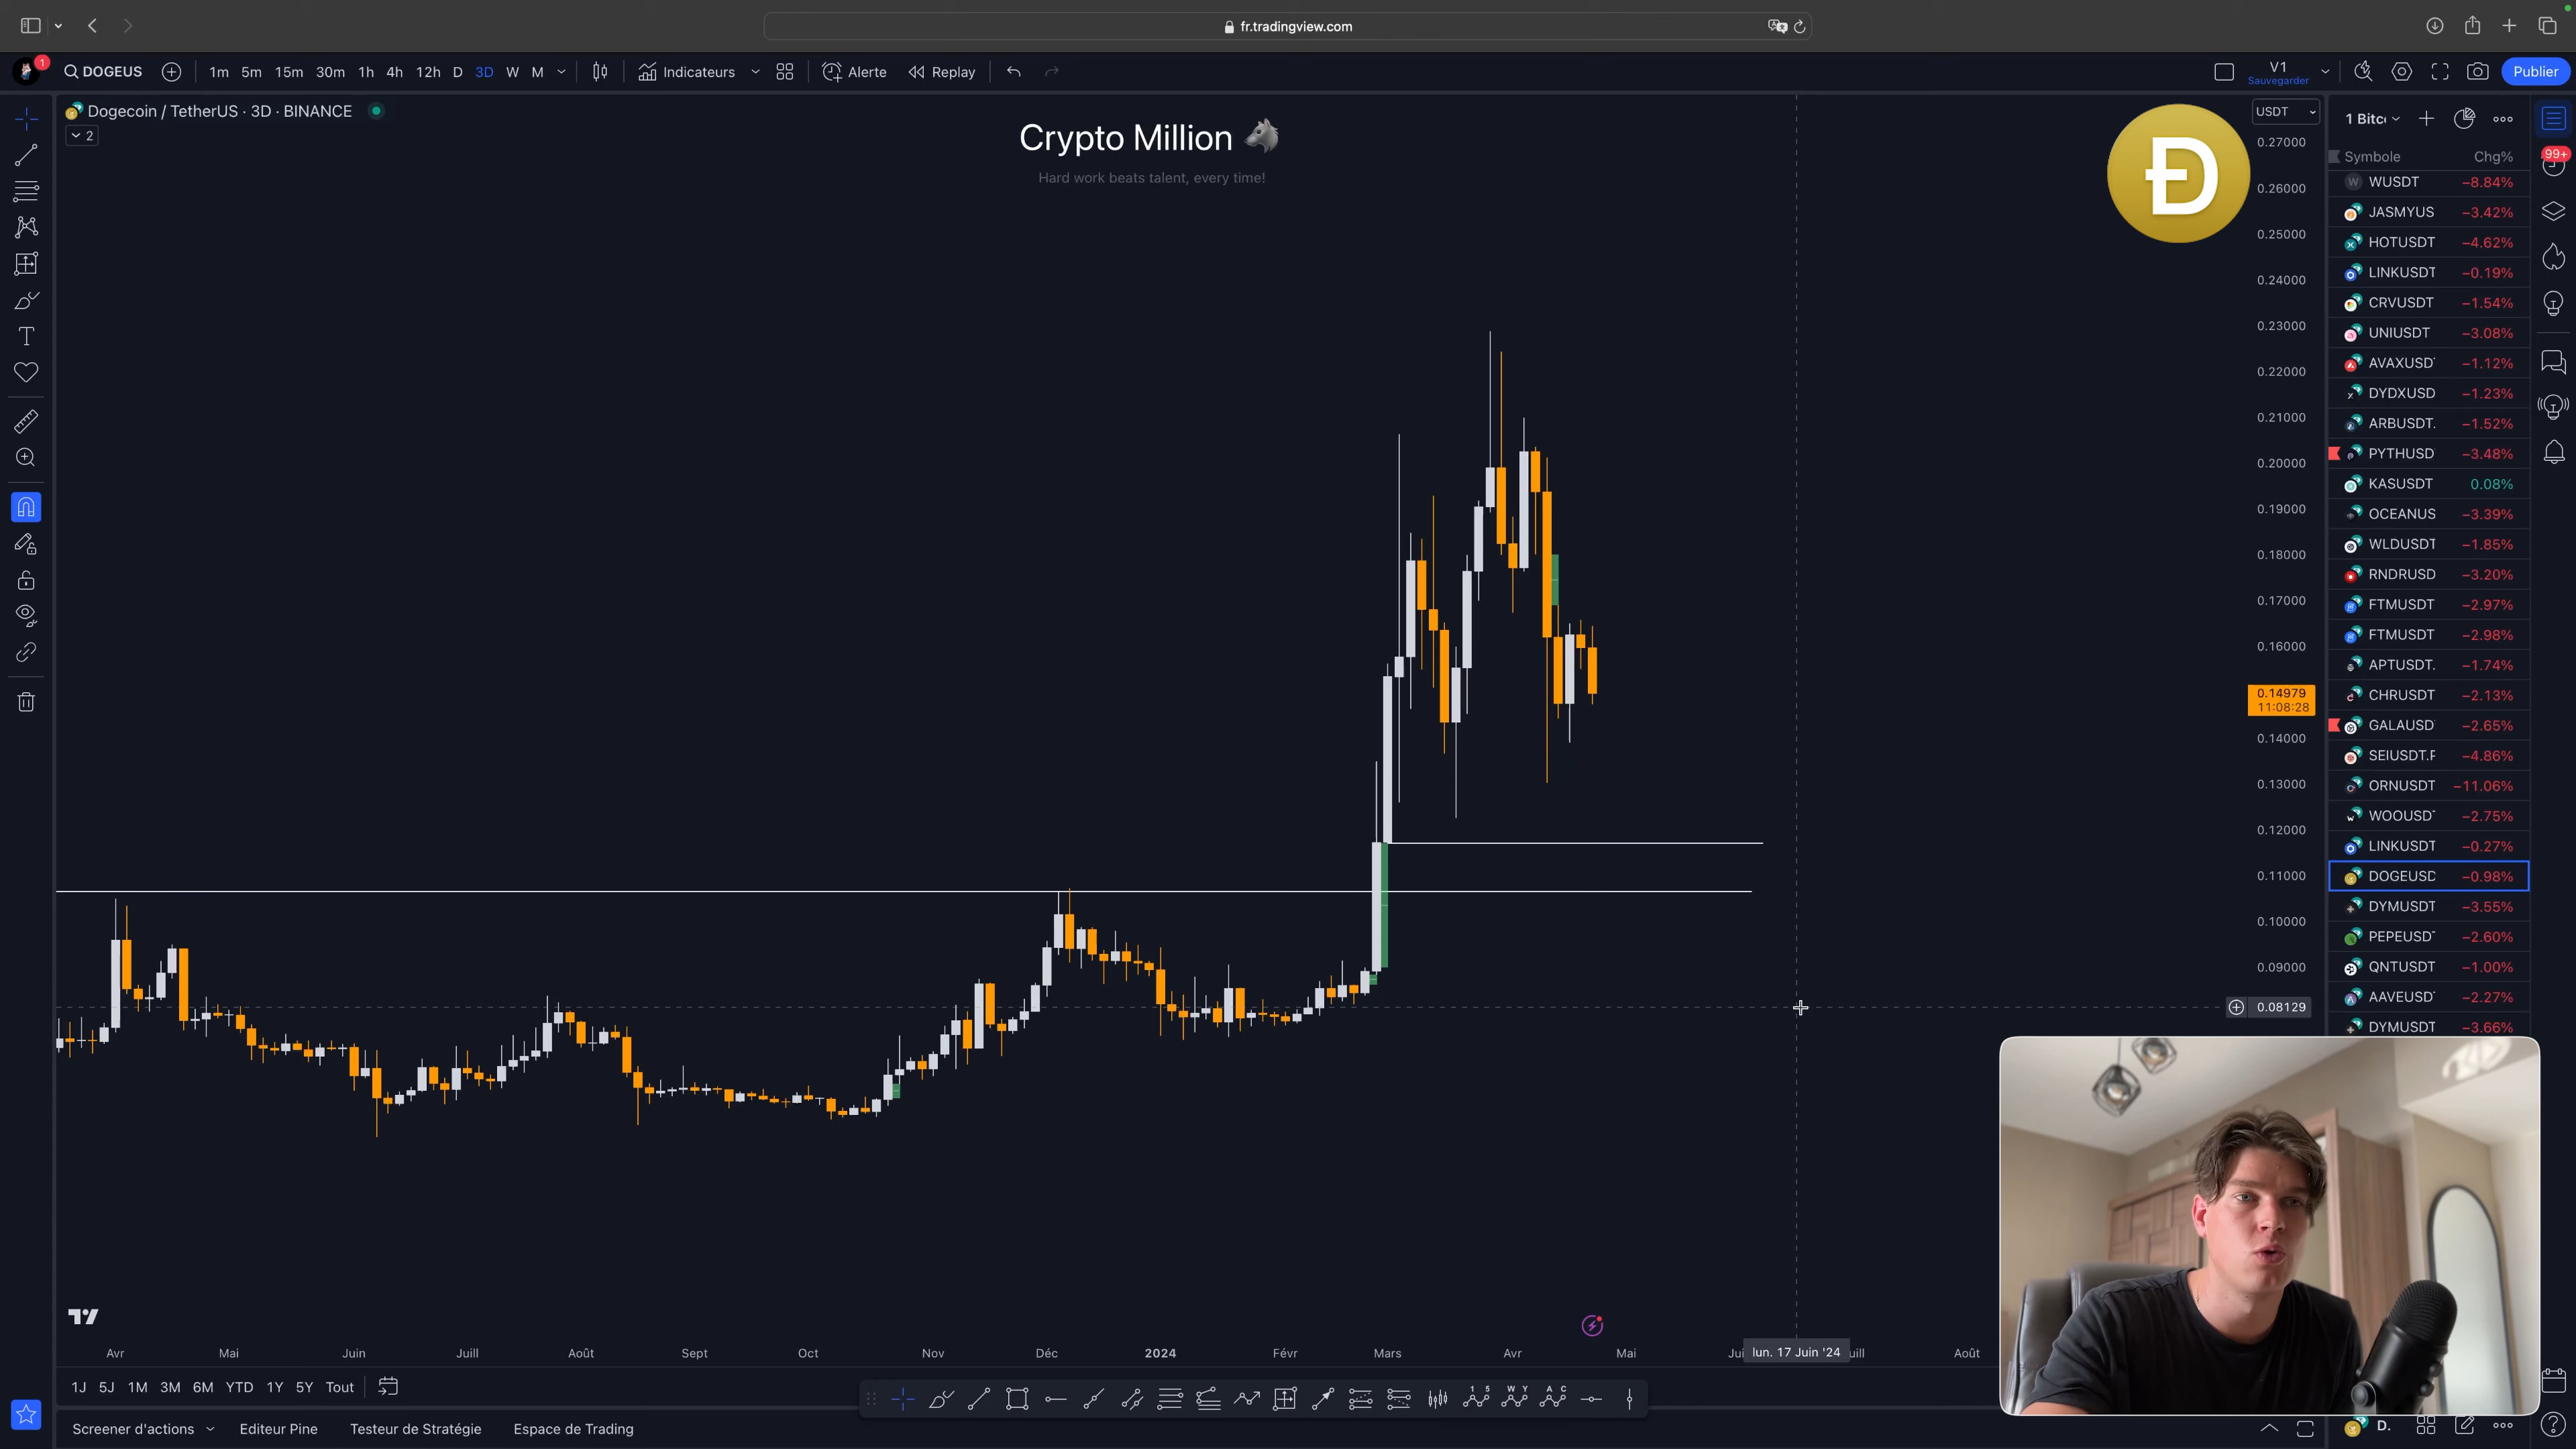 fr.tradingview.com
1
DOGEUS
1m 5m 15m 30m 1h 4h 12h D 3D W M
Indicateurs
Alerte
Replay
V1
Sauvegarder
Publier
Dogecoin / TetherUS · 3D · BINANCE
2
Crypto Million
Hard work beats talent, every time!
USDT
0.27000
0.26000
0.25000
0.24000
0.23000
0.22000
0.21000
0.20000
0.19000
0.18000
0.17000
0.16000
0.14979
11:08:28
0.14000
0.13000
0.12000
0.11000
0.10000
0.09000
0.08129
1 Bitc
99+
Symbole Chg%
WUSDT −8.84%
JASMYUS −3.42%
HOTUSDT −4.62%
LINKUSDT −0.19%
CRVUSDT −1.54%
UNIUSDT −3.08%
AVAXUSD −1.12%
DYDXUSD −1.23%
ARBUSDT. −1.52%
PYTHUSD −3.48%
KASUSDT 0.08%
OCEANUS −3.39%
WLDUSDT −1.85%
RNDRUSD −3.20%
FTMUSDT −2.97%
FTMUSDT −2.98%
APTUSDT. −1.74%
CHRUSDT −2.13%
GALAUSD −2.65%
SEIUSDT.F −4.86%
ORNUSDT −11.06%
WOOUSD −2.75%
LINKUSDT −0.27%
DOGEUSD −0.98%
DYMUSDT −3.55%
PEPEUSD −2.60%
QNTUSDT −1.00%
AAVEUSD −2.27%
DYMUSDT −3.66%
Avr Mai Juin Juill Août Sept Oct Nov Déc 2024 Févr Mars Avr Mai Jui lun. 17 Juin '24 uill Août
1J 5J 1M 3M 6M YTD 1Y 5Y Tout
Screener d'actions Editeur Pine Testeur de Stratégie Espace de Trading
D.